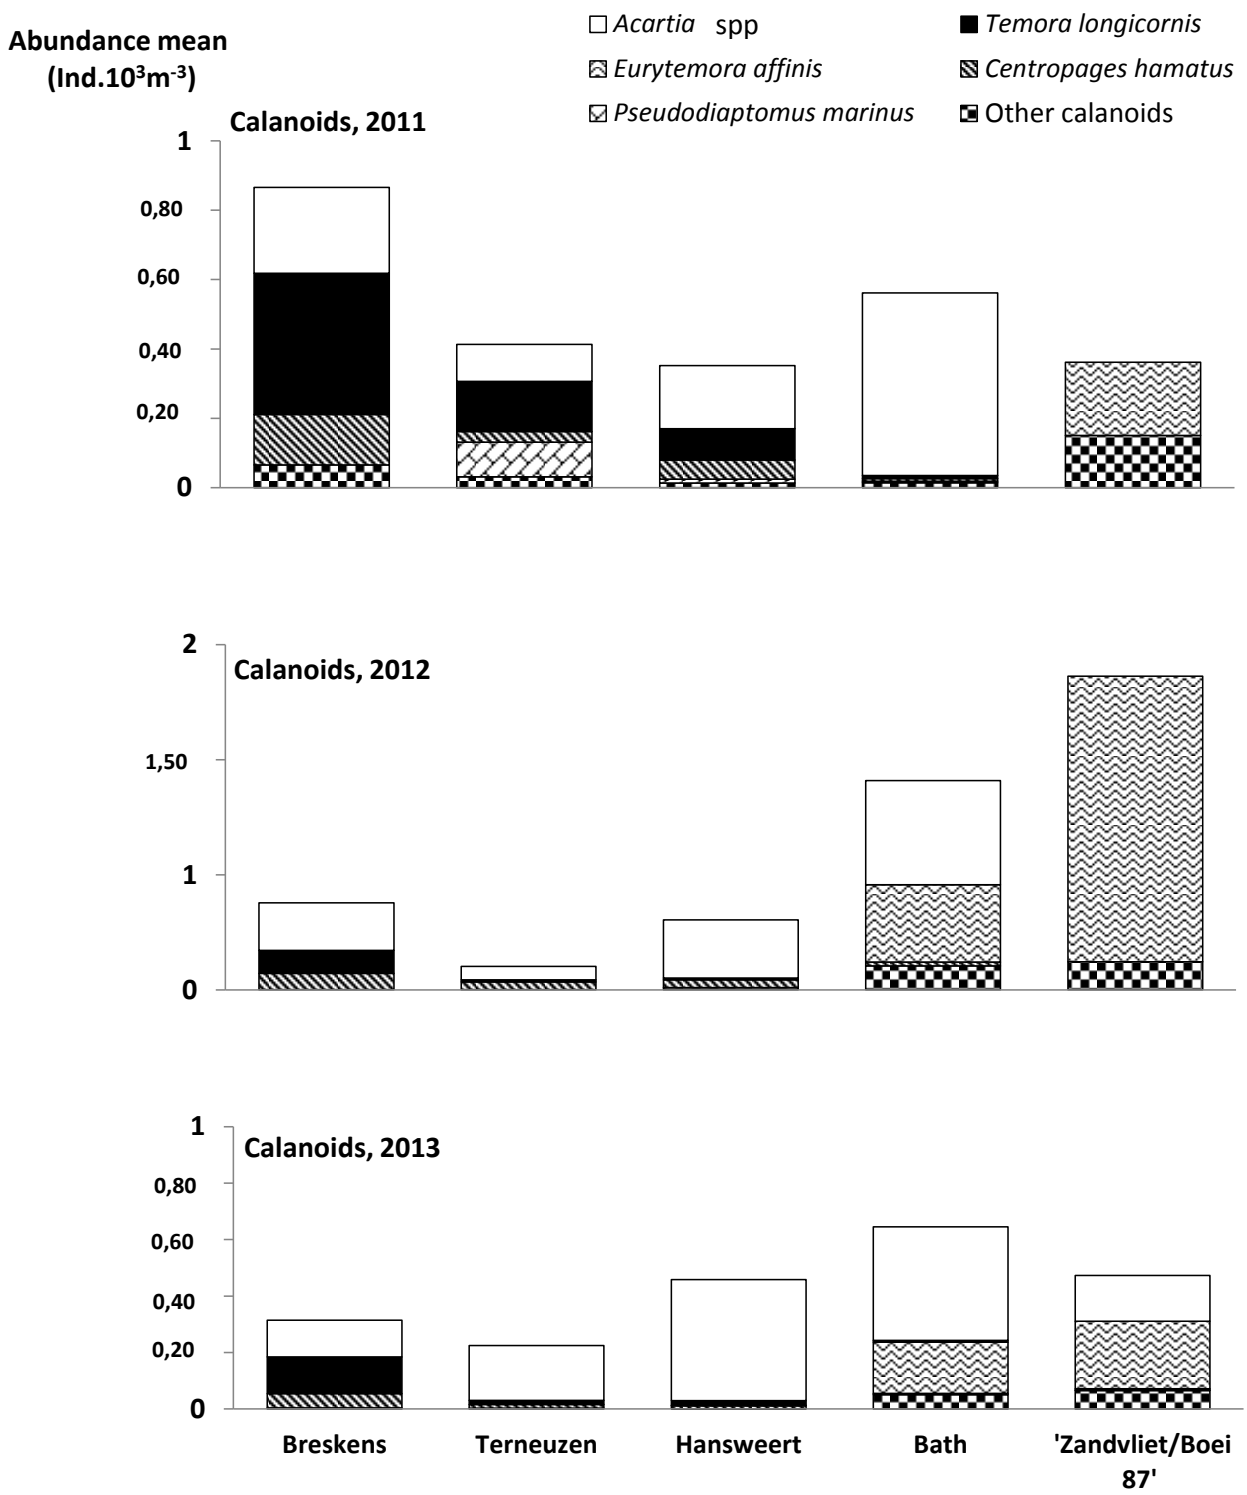 Abundance mean
(Ind.10³m⁻³)
Acartia spp
Temora longicornis
Eurytemora affinis
Centropages hamatus
Pseudodiaptomus marinus
Other calanoids
Calanoids, 2011
1
0,80
0,60
0,40
0,20
0
Calanoids, 2012
2
1,50
1
0
Calanoids, 2013
1
0,80
0,60
0,40
0,20
0
Breskens
Terneuzen
Hansweert
Bath
'Zandvliet/Boei
87'